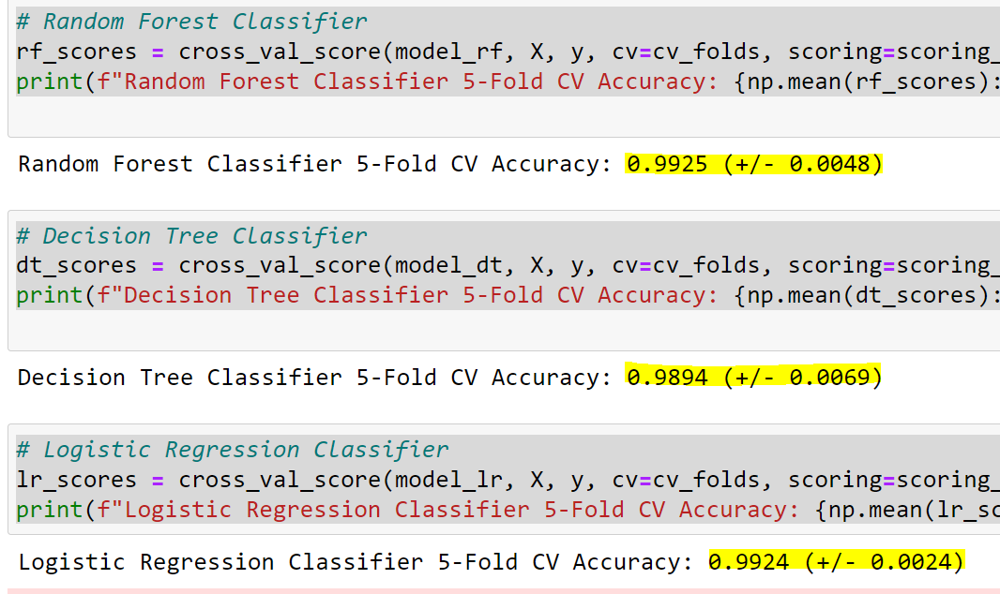 # Random Forest Classifier
rf_scores = cross_val_score(model_rf, X, y, cv=cv_folds, scoring=scoring_
print(f"Random Forest Classifier 5-Fold CV Accuracy: {np.mean(rf_scores):
Random Forest Classifier 5-Fold CV Accuracy: 0.9925 (+/- 0.0048)
# Decision Tree Classifier
dt_scores = cross_val_score(model_dt, X, y, cv=cv_folds, scoring=scoring_
print(f"Decision Tree Classifier 5-Fold CV Accuracy: {np.mean(dt_scores):
Decision Tree Classifier 5-Fold CV Accuracy: 0.9894 (+/- 0.0069)
# Logistic Regression Classifier
lr_scores = cross_val_score(model_lr, X, y, cv=cv_folds, scoring=scoring_
print(f"Logistic Regression Classifier 5-Fold CV Accuracy: {np.mean(lr_sc
Logistic Regression Classifier 5-Fold CV Accuracy: 0.9924 (+/- 0.0024)